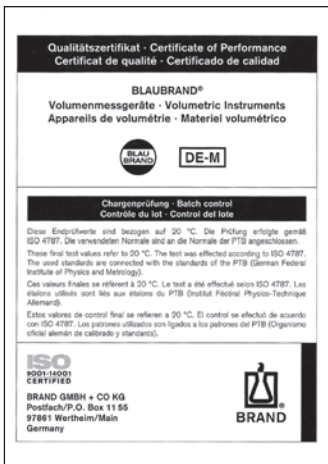 Qualitätszertifikat · Certificate of Performance
Certificat de qualité · Certificado de calidad
BLAUBRAND®
Volumenmessgeräte · Volumetric Instruments
Appareils de volumétrie · Materiel volumétrico
BLAU
BRAND
DE-M
Chargenprüfung · Batch control
Contrôle du lot · Control del lote
Diese Endprüfwerte sind bezogen auf 20 °C. Die Prüfung erfolgte gemäß
ISO 4787. Die verwendeten Normale sind an die Normale der PTB angeschlossen.
These final test values refer to 20 °C. The test was effected according to ISO 4787.
The used standards are connected with the standards of the PTB (German Federal
Institute of Physics and Metrology).
Ces valeurs finales se réfèrent à 20 °C. Le test a été effectué selon ISO 4787. Les
étalons utilisés sont liés aux étalons du PTB (Institut Fécéral Physico-Technique
Allemand).
Estos valores de control final se refieren a 20 °C. El control se efectuó de acuerdo
con ISO 4787. Los patrones utilizados son ligados a los patrones del PTB (Organismo
oficial alemán de calibrado y standards).
ISO
9001·14001
CERTIFIED
BRAND GMBH + CO KG
Postfach/P.O. Box 11 55
97861 Wertheim/Main
Germany
BRAND